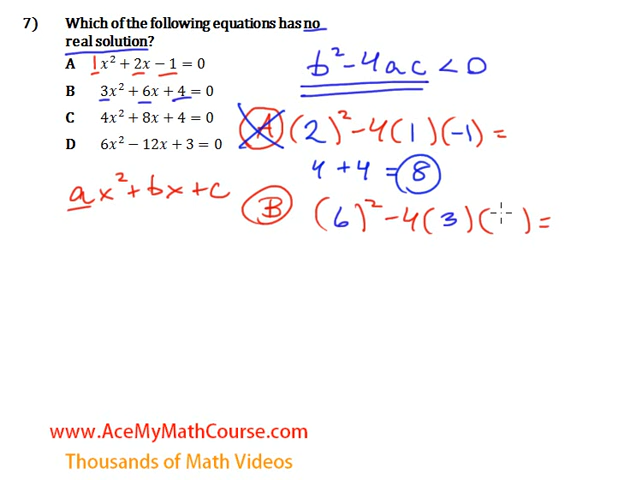 7) Which of the following equations has no
real solution?
A 1x² + 2x − 1 = 0
B 3x² + 6x + 4 = 0
C 4x² + 8x + 4 = 0
D 6x² − 12x + 3 = 0
ax² + bx + c
b² − 4ac < 0
A (2)² − 4(1)(−1) =
4 + 4 = 8
B (6)² − 4(3)( ) =
www.AceMyMathCourse.com
Thousands of Math Videos